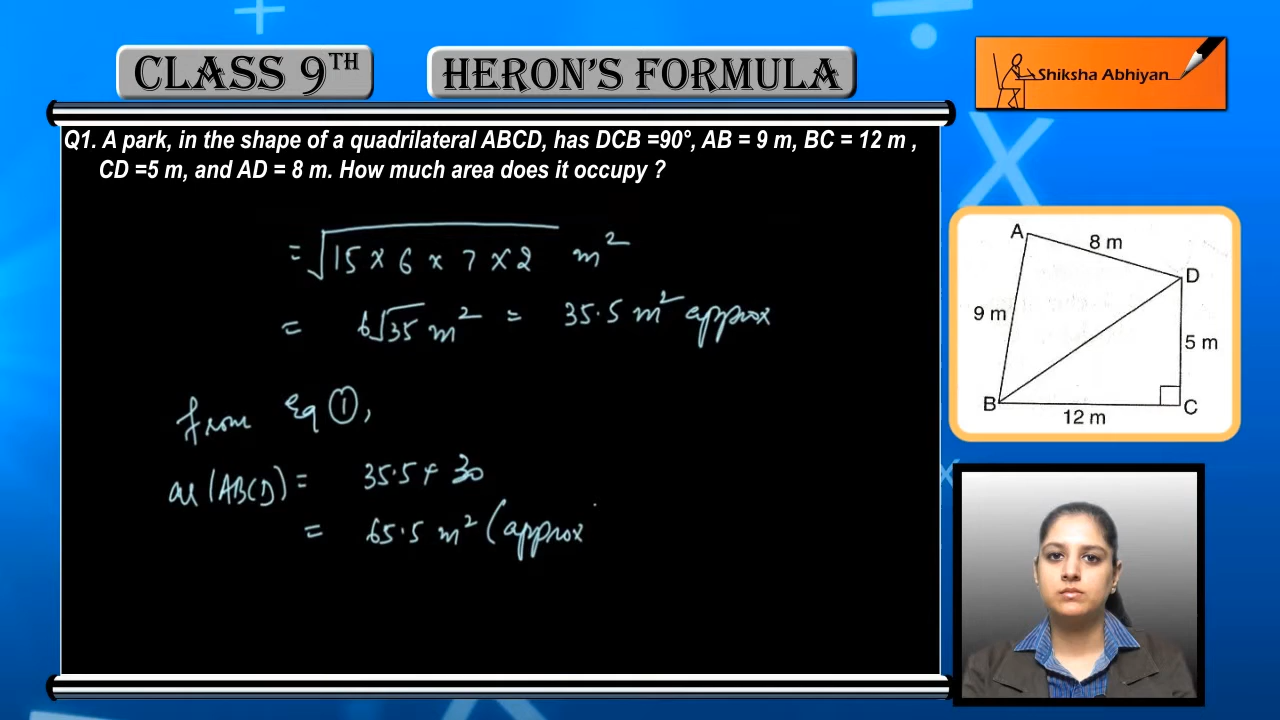 CLASS 9TH
HERON'S FORMULA
Shiksha Abhiyan
Q1. A park, in the shape of a quadrilateral ABCD, has DCB =90°, AB = 9 m, BC = 12 m ,
CD =5 m, and AD = 8 m. How much area does it occupy ?
= √15 × 6 × 7 × 2 m²
= 6√35 m² = 35.5 m² approx
from Eq ①,
ar (ABCD) = 35.5 + 30
= 65.5 m² (approx
A
8 m
D
9 m
5 m
B
C
12 m